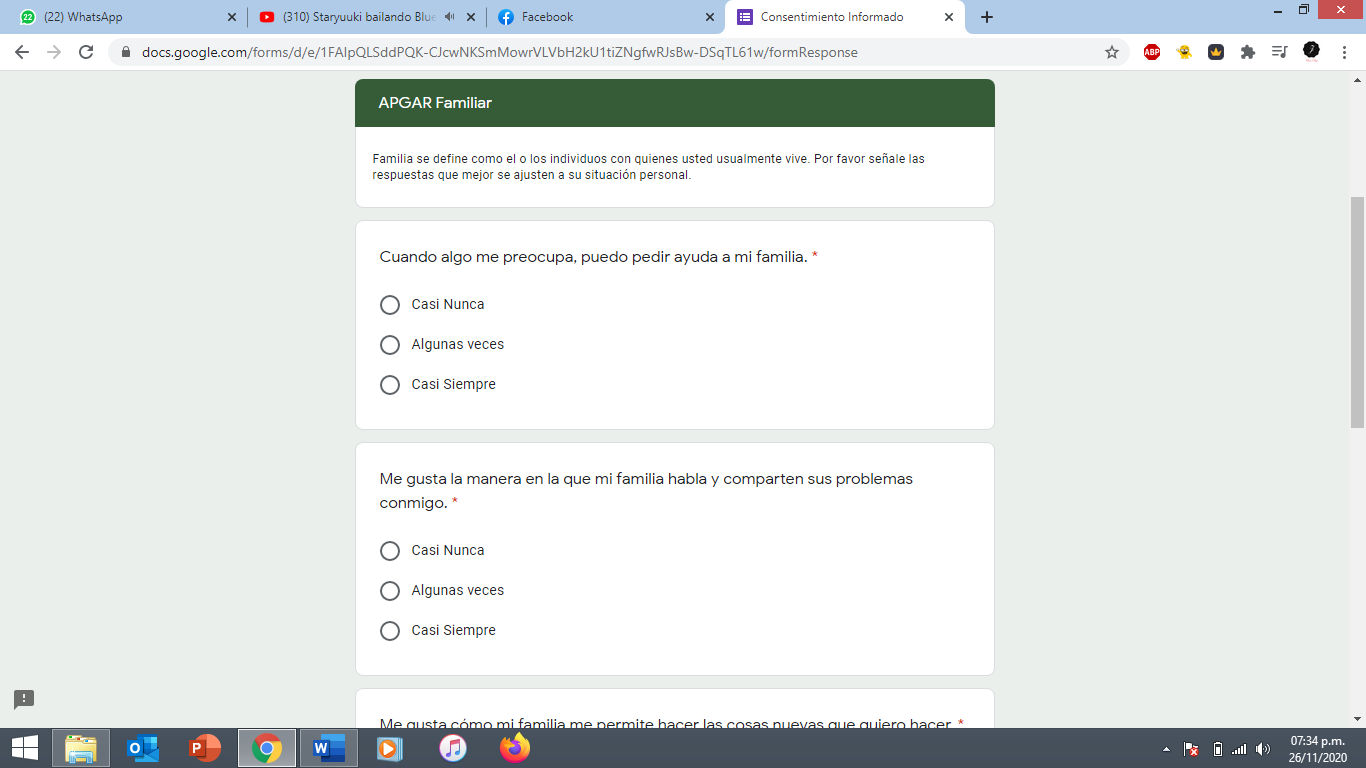 22 (22) WhatsApp
(310) Staryuuki bailando Blue
Facebook
Consentimiento Informado
docs.google.com/forms/d/e/1FAIpQLSddPQK-CJcwNKSmMowrVLVbH2kU1tiZNgfwRJsBw-DSqTL61w/formResponse
ABP
APGAR Familiar
Familia se define como el o los individuos con quienes usted usualmente vive. Por favor señale las
respuestas que mejor se ajusten a su situación personal.
Cuando algo me preocupa, puedo pedir ayuda a mi familia. *
Casi Nunca
Algunas veces
Casi Siempre
Me gusta la manera en la que mi familia habla y comparten sus problemas
conmigo. *
Casi Nunca
Algunas veces
Casi Siempre
Me gusta cómo mi familia me permite hacer las cosas nuevas que quiero hacer. *
07:34 p.m.
26/11/2020